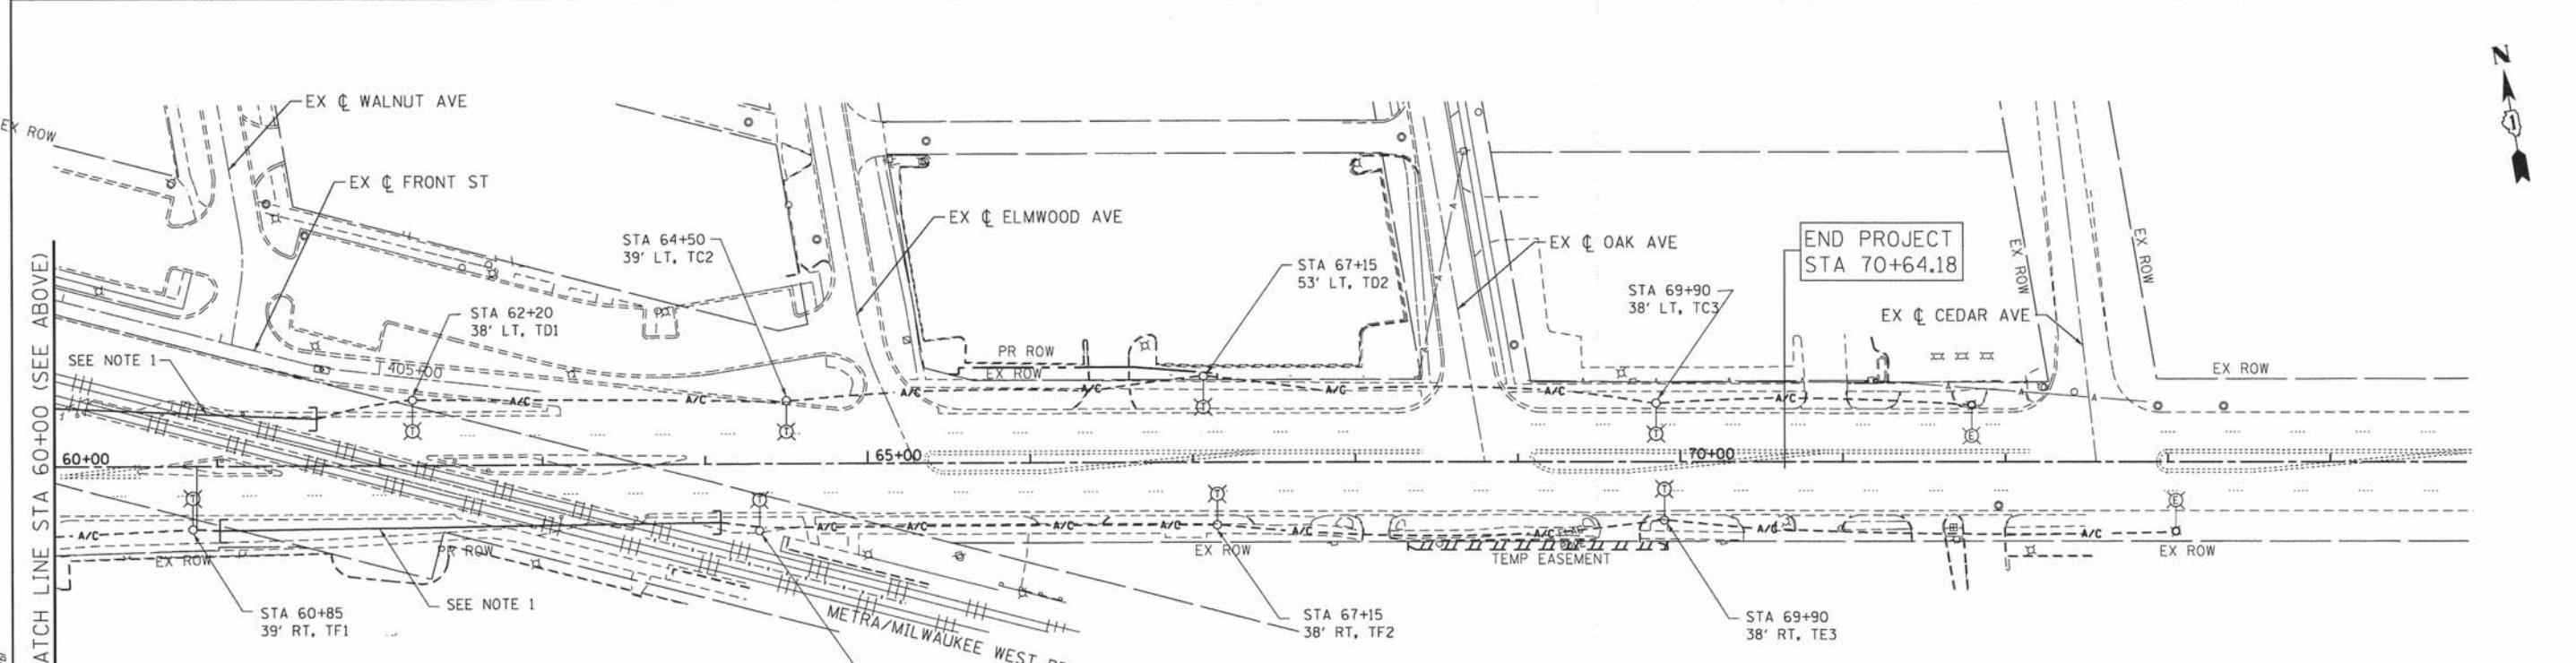 N
1
EX ℄ WALNUT AVE
EX ROW
EX ℄ FRONT ST
EX ℄ ELMWOOD AVE
STA 64+50
39' LT, TC2
EX ℄ OAK AVE
END PROJECT
STA 70+64.18
EX ROW
EX ROW
STA 67+15
53' LT, TD2
STA 69+90
38' LT, TC3
STA 62+20
38' LT, TD1
EX ℄ CEDAR AVE
SEE NOTE 1
405+00
PR ROW
EX ROW
EX ROW
A/C
A/C
A/C
A/C
A/C
A/C
A/C
A
A
A
A
T
T
T
T
E
60+00
65+00
70+00
T
T
T
T
E
A/C
A/C
A/C
A/C
A/C
A/C
A/C
A/C
A/C
EX ROW
PR ROW
EX ROW
TEMP EASEMENT
EX ROW
STA 60+85
39' RT, TF1
SEE NOTE 1
METRA/MILWAUKEE WEST
STA 67+15
38' RT, TF2
STA 69+90
38' RT, TE3
ATCH LINE STA 60+00 (SEE ABOVE)